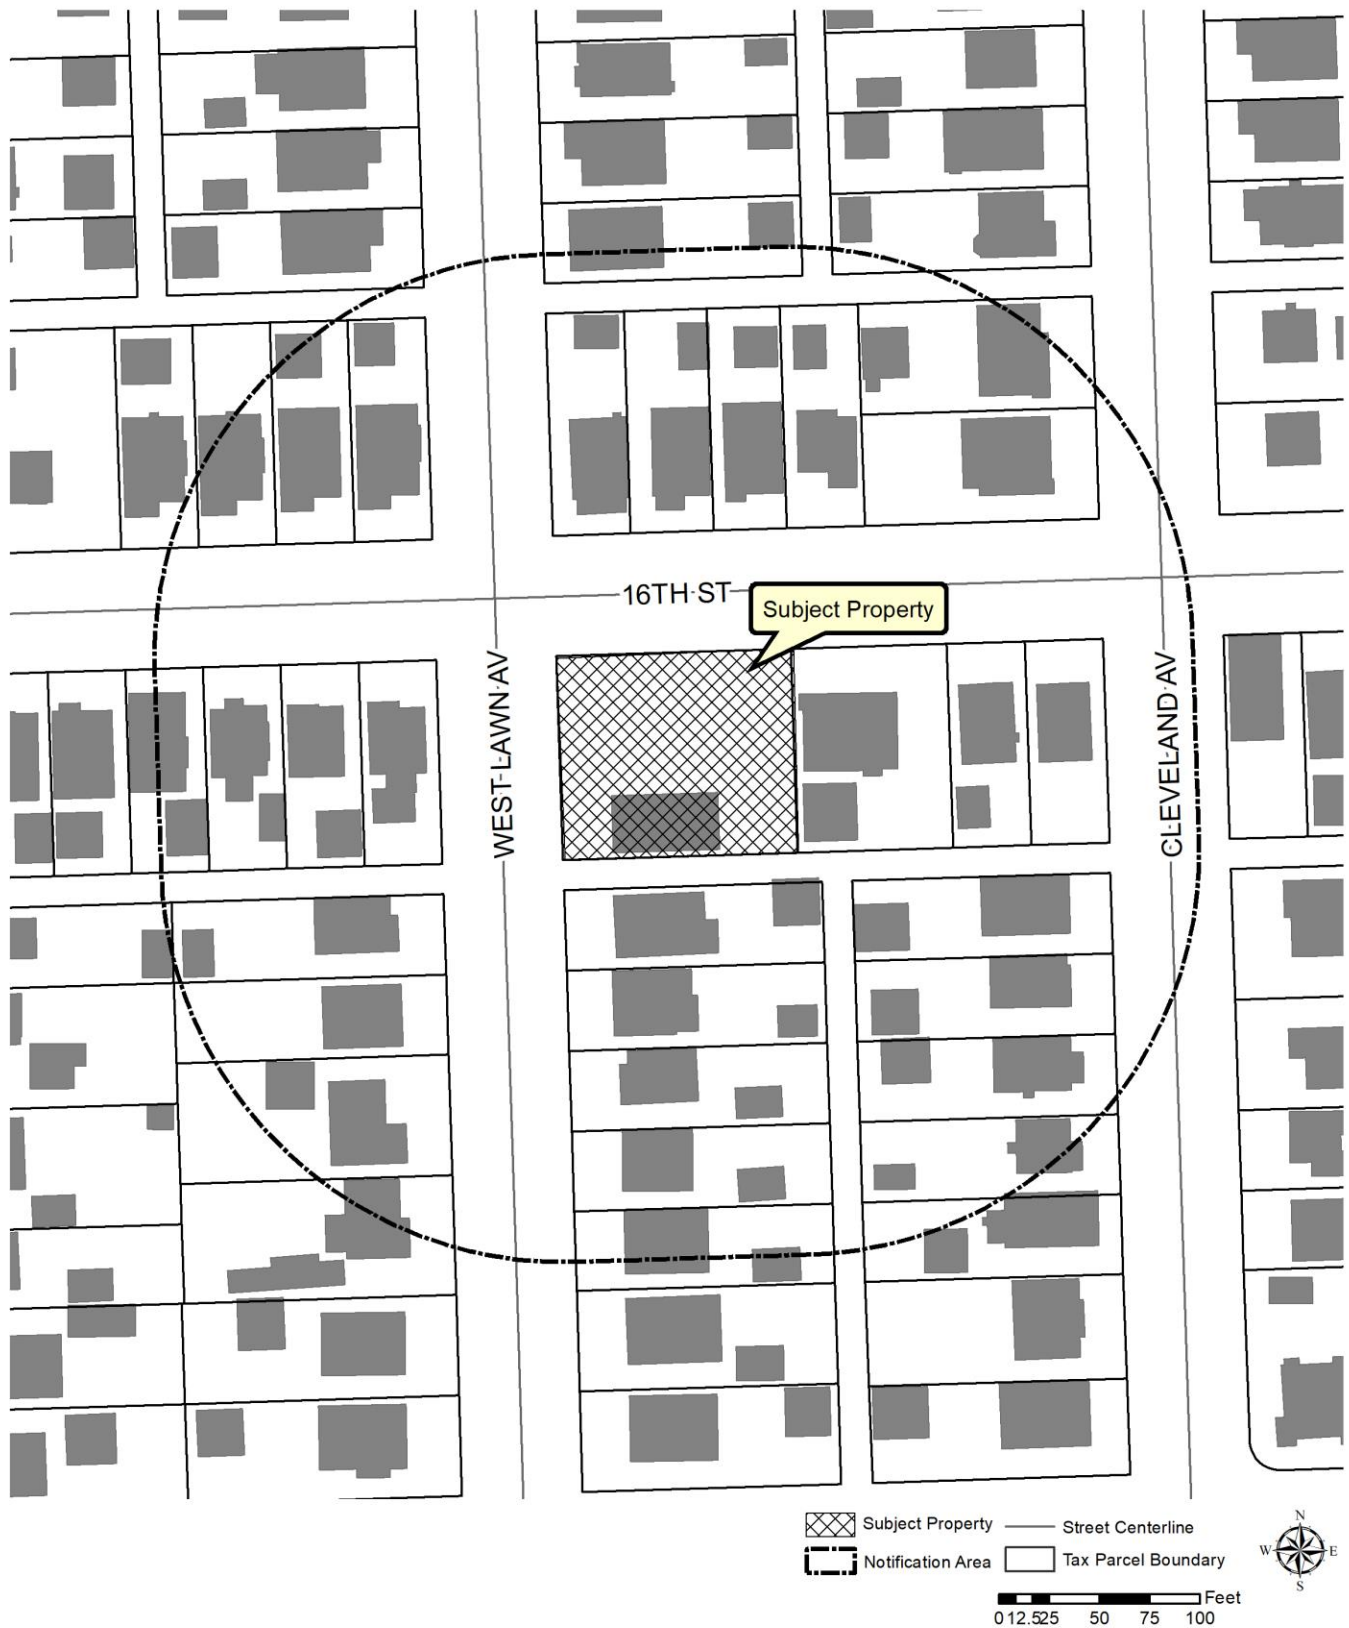 16TH ST
Subject Property
WEST LAWN AV
CLEVELAND AV
Subject Property
Street Centerline
Notification Area
Tax Parcel Boundary
N
W E
S
Feet
0 12.5 25 50 75 100